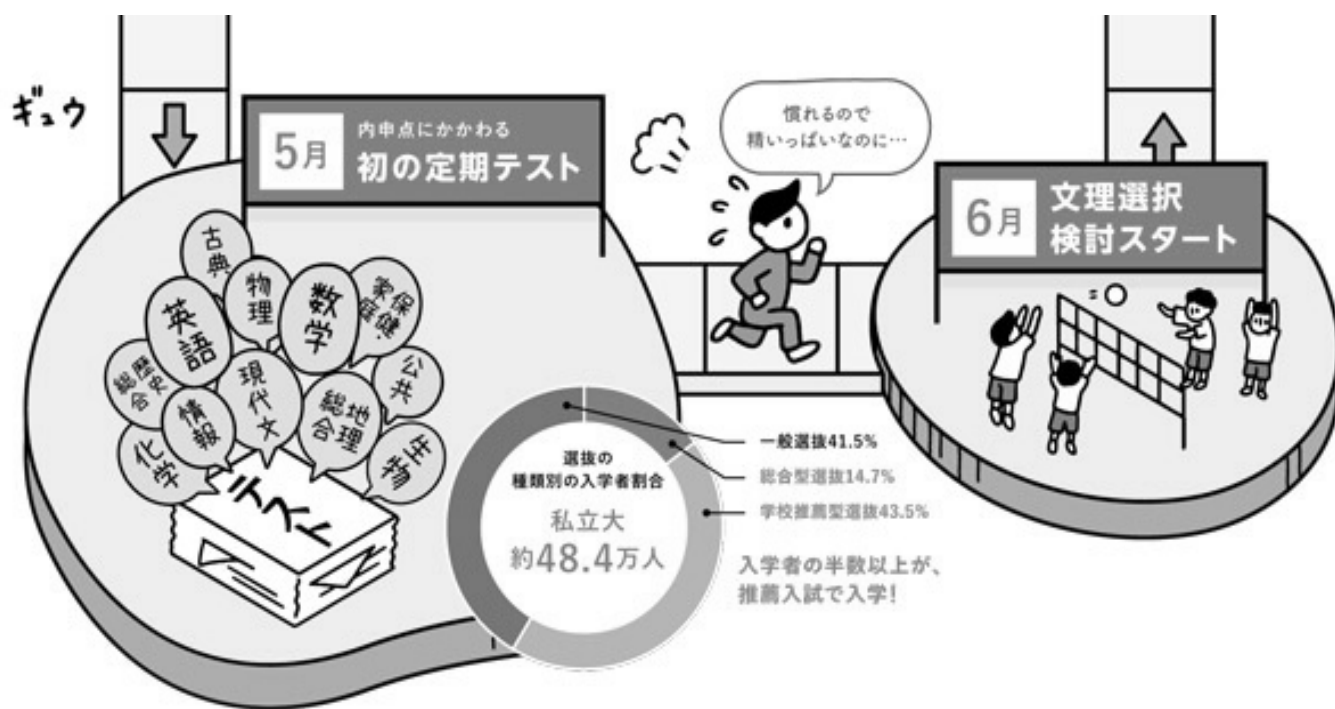 ギュウ
5月
内申点にかかわる
初の定期テスト
慣れるので
精いっぱいなのに…
6月
文理選択
検討スタート
古典
物理
数学
保健・
家庭
英語
歴史
総合
現代文
公共
情報
地理
総合
化学
生物
テスト
選抜の
種類別の入学者割合
私立大
約48.4万人
一般選抜41.5%
総合型選抜14.7%
学校推薦型選抜43.5%
入学者の半数以上が、
推薦入試で入学!